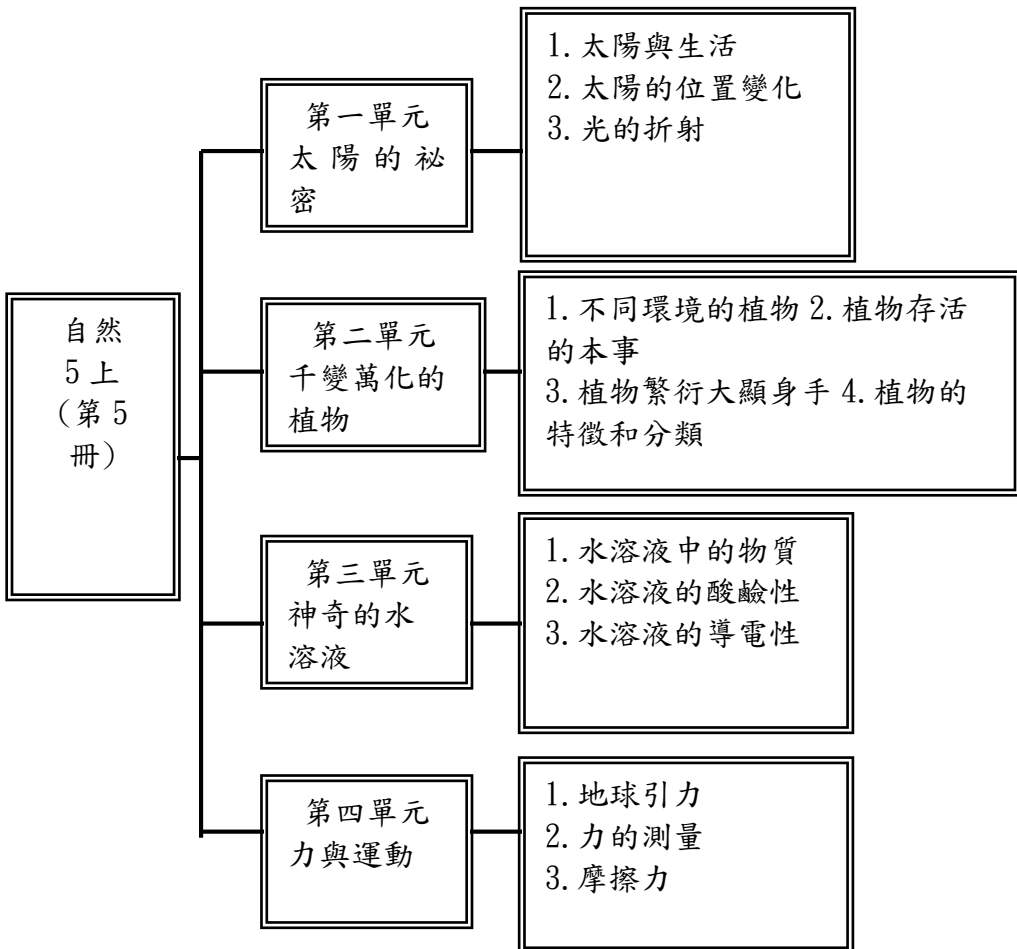 自然
5 上
（第 5
冊）
第一單元
太陽的祕
密
1. 太陽與生活
2. 太陽的位置變化
3. 光的折射
第二單元
千變萬化的
植物
1. 不同環境的植物 2. 植物存活
的本事
3. 植物繁衍大顯身手 4. 植物的
特徵和分類
第三單元
神奇的水
溶液
1. 水溶液中的物質
2. 水溶液的酸鹼性
3. 水溶液的導電性
第四單元
力與運動
1. 地球引力
2. 力的測量
3. 摩擦力